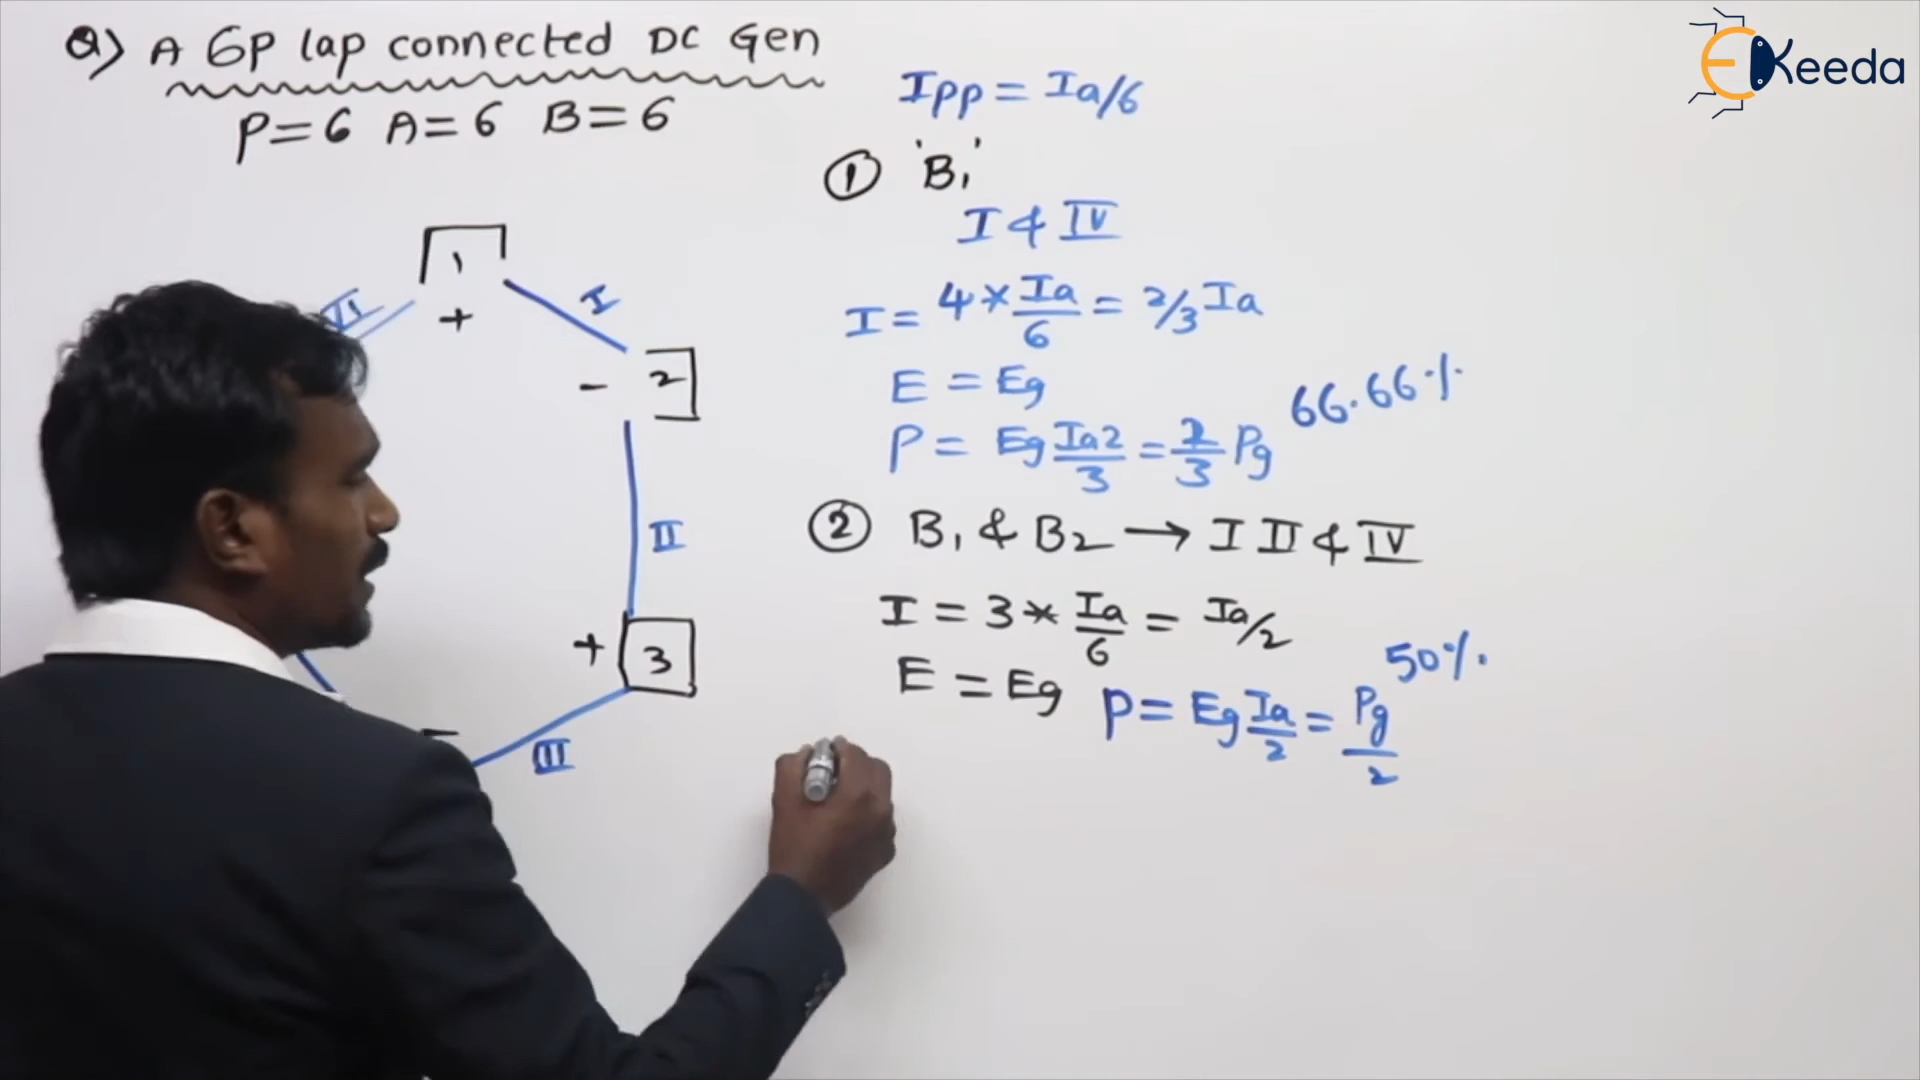 Q) A 6P lap connected DC Gen
P=6 A=6 B=6
1
+
I
VI
- 2
II
+ 3
III
-
Ipp = Ia/6
① 'B1'
I & IV
I = 4 * Ia/6 = 2/3 Ia
E = Eg
P = Eg Ia2/3 = 2/3 Pg 66.66%
② B1 & B2 → I II & IV
I = 3 * Ia/6 = Ia/2
E = Eg P = Eg Ia/2 = Pg/2 50%
EKeeda